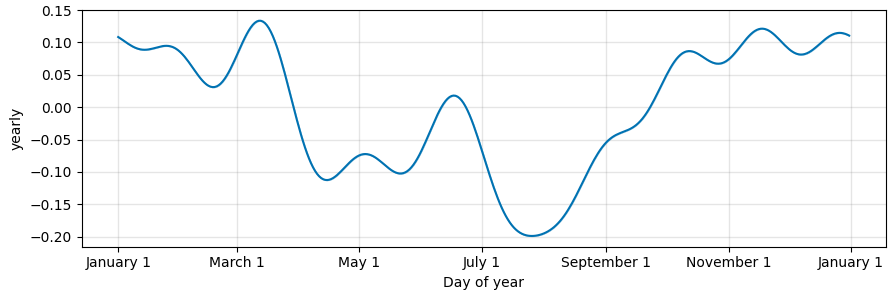 0.15
0.10
0.05
0.00
−0.05
−0.10
−0.15
−0.20
yearly
January 1 March 1 May 1 July 1 September 1 November 1 January 1
Day of year